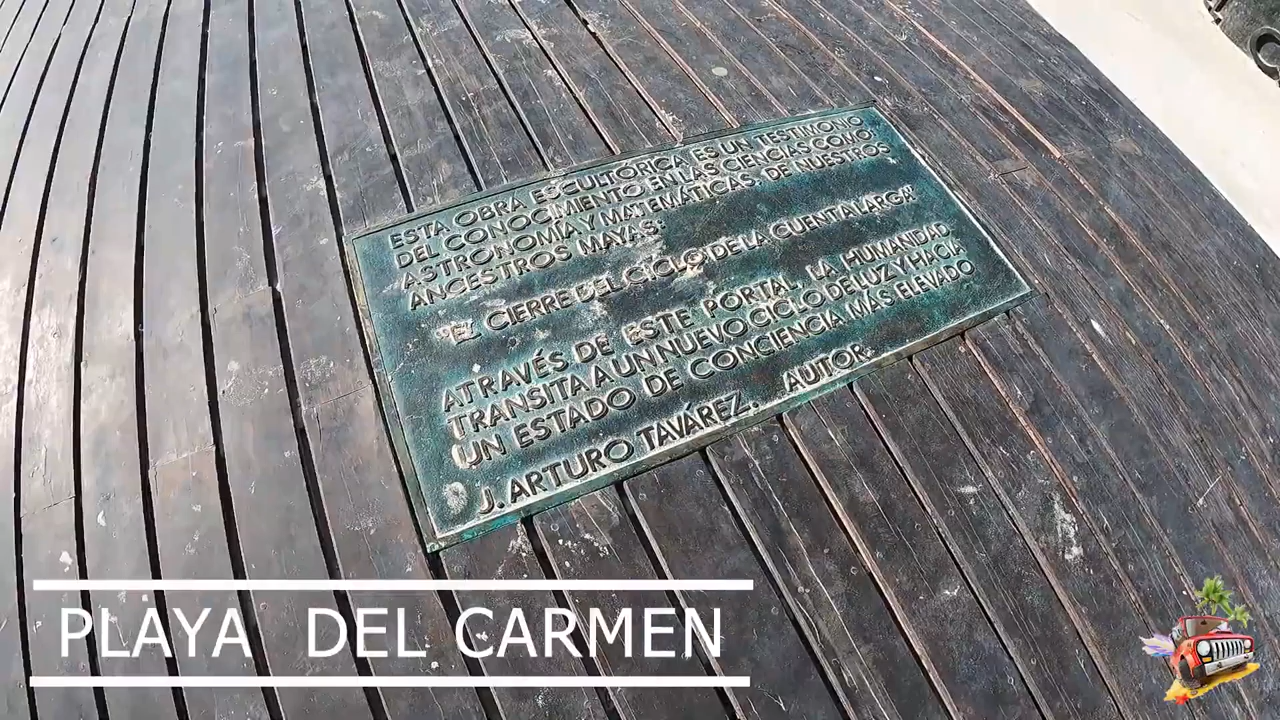 ESTA OBRA ESCULTÓRICA ES UN TESTIMONIO
DEL CONOCIMIENTO EN LAS CIENCIAS COMO:
ASTRONOMÍA Y MATEMÁTICAS, DE NUESTROS
ANCESTROS MAYAS:
"EL CIERRE DEL CICLO DE LA CUENTA LARGA"
ATRAVÉS DE ESTE PORTAL, LA HUMANIDAD
TRANSITA A UN NUEVO CICLO DE LUZ Y HACIA
UN ESTADO DE CONCIENCIA MÁS ELEVADO
J. ARTURO TAVÁREZ. AUTOR.
PLAYA DEL CARMEN